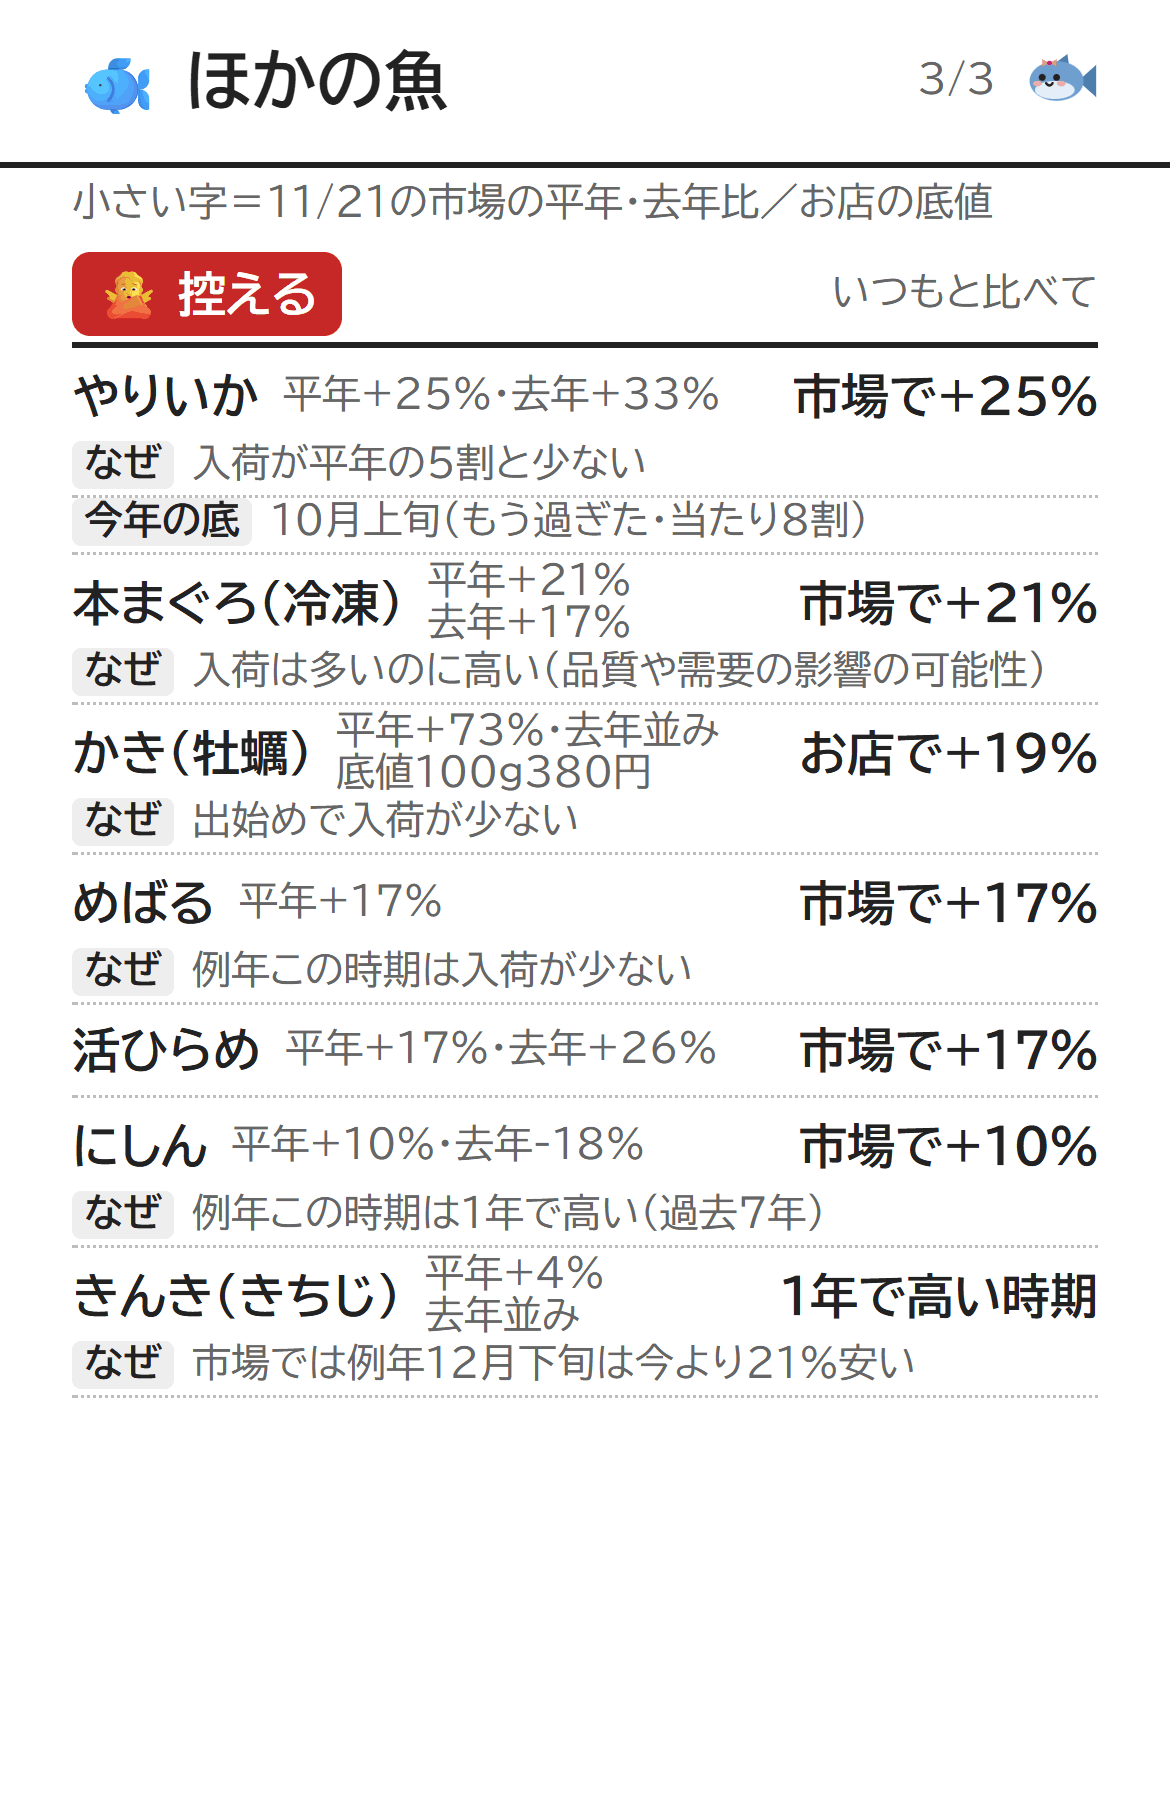 ほかの魚
3/3
小さい字＝11/21の市場の平年・去年比／お店の底値
控える
いつもと比べて
やりいか 平年+25%・去年+33% 市場で+25%
なぜ 入荷が平年の5割と少ない
今年の底 10月上旬（もう過ぎた・当たり8割）
本まぐろ（冷凍） 平年+21% 去年+17% 市場で+21%
なぜ 入荷は多いのに高い（品質や需要の影響の可能性）
かき（牡蠣） 平年+73%・去年並み 底値100g380円 お店で+19%
なぜ 出始めで入荷が少ない
めばる 平年+17% 市場で+17%
なぜ 例年この時期は入荷が少ない
活ひらめ 平年+17%・去年+26% 市場で+17%
にしん 平年+10%・去年-18% 市場で+10%
なぜ 例年この時期は1年で高い（過去7年）
きんき（きちじ） 平年+4% 去年並み 1年で高い時期
なぜ 市場では例年12月下旬は今より21%安い